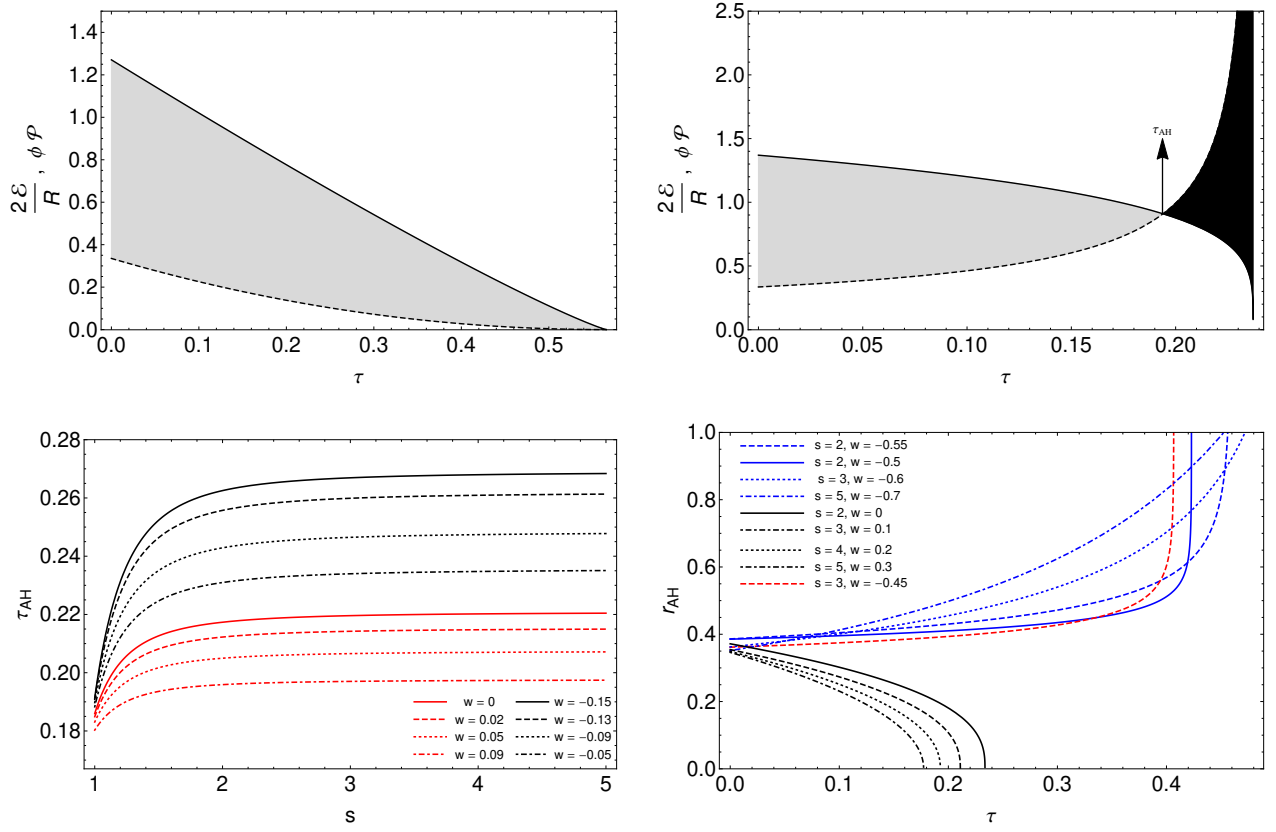 2ℰ/R , ϕ 𝒫
1.4
1.2
1.0
0.8
0.6
0.4
0.2
0.0
0.0 0.1 0.2 0.3 0.4 0.5
τ
2ℰ/R , ϕ 𝒫
2.5
2.0
1.5
1.0
0.5
0.0
τAH
0.00 0.05 0.10 0.15 0.20
τ
τAH
0.28
0.26
0.24
0.22
0.20
0.18
w = 0 w = −0.15
w = 0.02 w = −0.13
w = 0.05 w = −0.09
w = 0.09 w = −0.05
1 2 3 4 5
s
rAH
1.0
0.8
0.6
0.4
0.2
0.0
s = 2, w = −0.55
s = 2, w = −0.5
s = 3, w = −0.6
s = 5, w = −0.7
s = 2, w = 0
s = 3, w = 0.1
s = 4, w = 0.2
s = 5, w = 0.3
s = 3, w = −0.45
0.0 0.1 0.2 0.3 0.4
τ